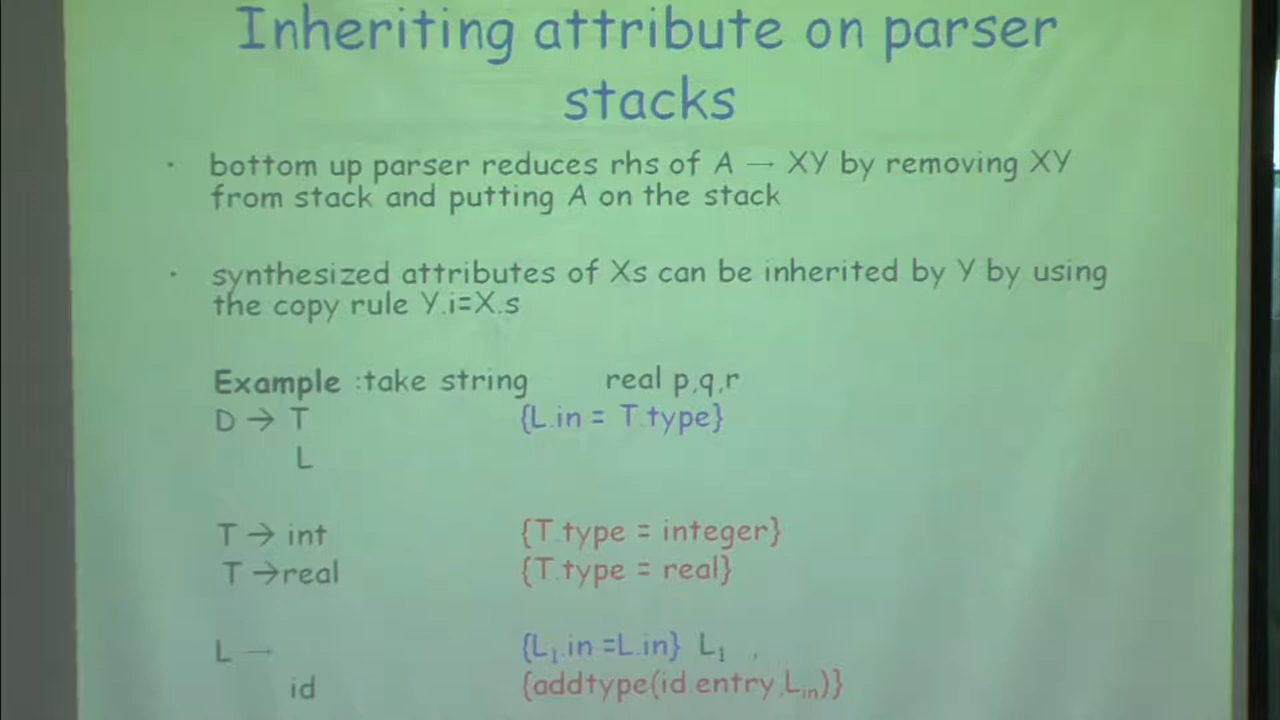 Inheriting attribute on parser
stacks
• bottom up parser reduces rhs of A → XY by removing XY
from stack and putting A on the stack
• synthesized attributes of Xs can be inherited by Y by using
the copy rule Y.i=X.s
Example :take string real p,q,r
D → T {L.in = T.type}
L
T → int {T.type = integer}
T →real {T.type = real}
L → {L₁.in =L.in} L₁ ,
id {addtype(id.entry,Lᵢₙ)}